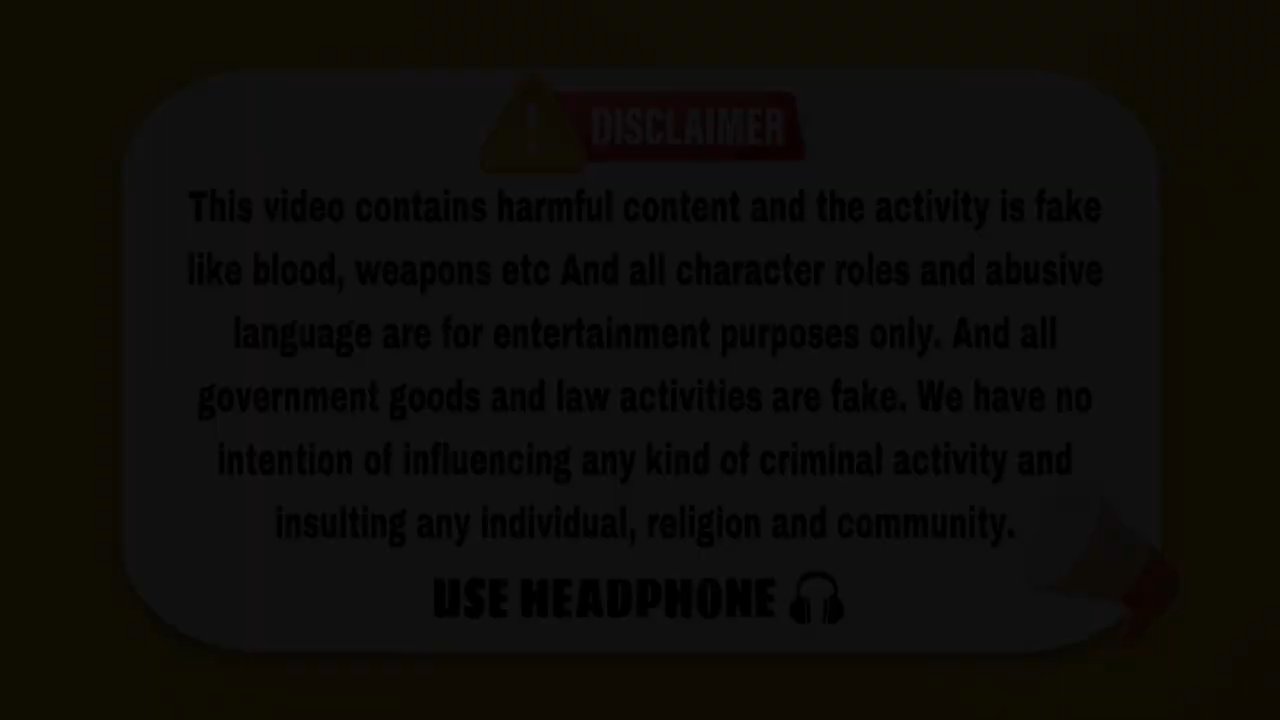 DISCLAIMER
This video contains harmful content and the activity is fake
like blood, weapons etc And all character roles and abusive
language are for entertainment purposes only. And all
government goods and law activities are fake. We have no
intention of influencing any kind of criminal activity and
insulting any individual, religion and community.
USE HEADPHONE